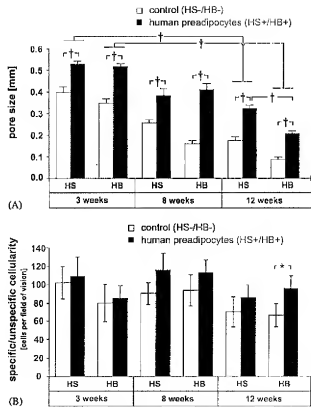 control (HS-/HB-)
human preadipocytes (HS+/HB+)
pore size [mm]
0.6
0.5
0.4
0.3
0.2
0.1
0.0
† † † † † † † † †
HS HB HS HB HS HB
3 weeks 8 weeks 12 weeks
(A)
control (HS-/HB-)
human preadipocytes (HS+/HB+)
specific/unspecific cellularity
[cells per field of vision]
140
120
100
80
60
40
20
0
*
HS HB HS HB HS HB
3 weeks 8 weeks 12 weeks
(B)